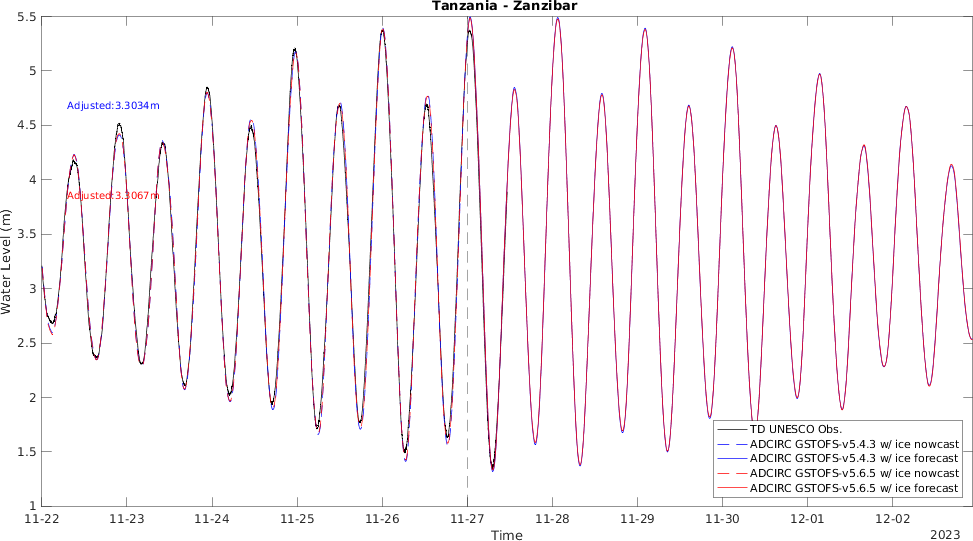 Tanzania - Zanzibar
5.5
5
4.5
4
3.5
3
2.5
2
1.5
1
Water Level (m)
Adjusted:3.3034m
Adjusted:3.3067m
TD UNESCO Obs.
ADCIRC GSTOFS-v5.4.3 w/ ice nowcast
ADCIRC GSTOFS-v5.4.3 w/ ice forecast
ADCIRC GSTOFS-v5.6.5 w/ ice nowcast
ADCIRC GSTOFS-v5.6.5 w/ ice forecast
11-22 11-23 11-24 11-25 11-26 11-27 11-28 11-29 11-30 12-01 12-02
Time
2023